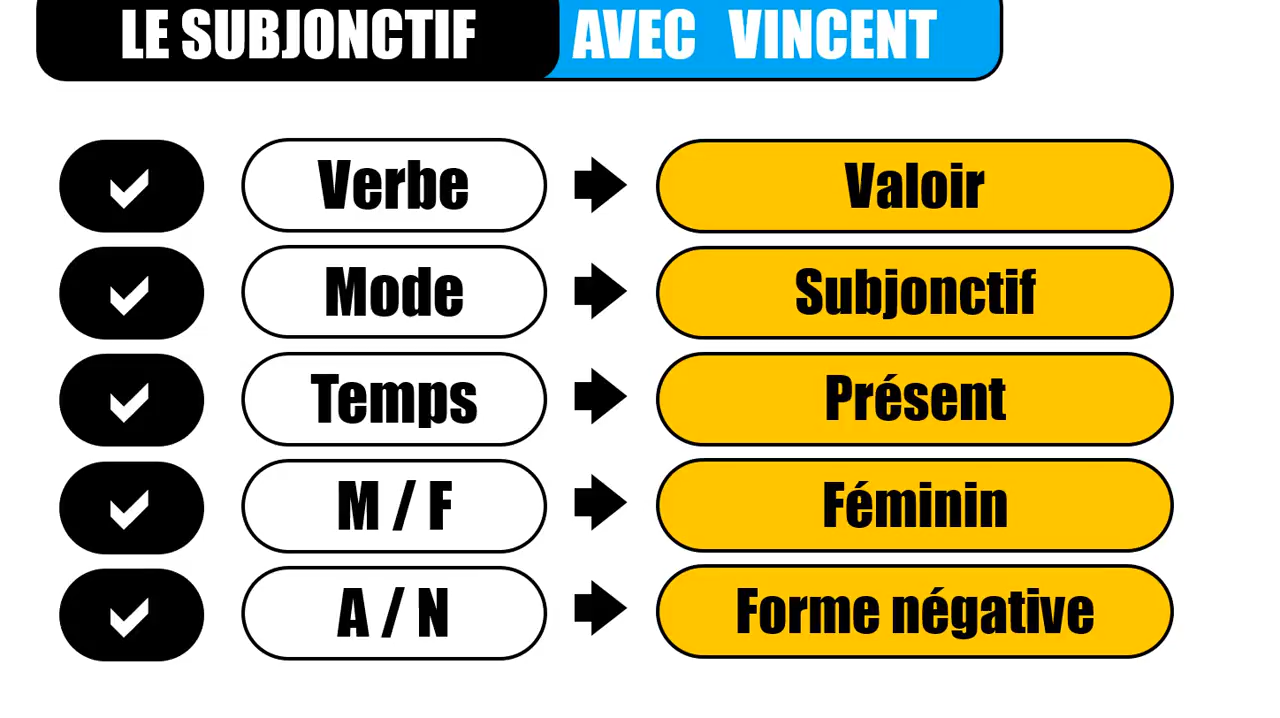 LE SUBJONCTIF AVEC VINCENT
Verbe Valoir
Mode Subjonctif
Temps Présent
M / F Féminin
A / N Forme négative